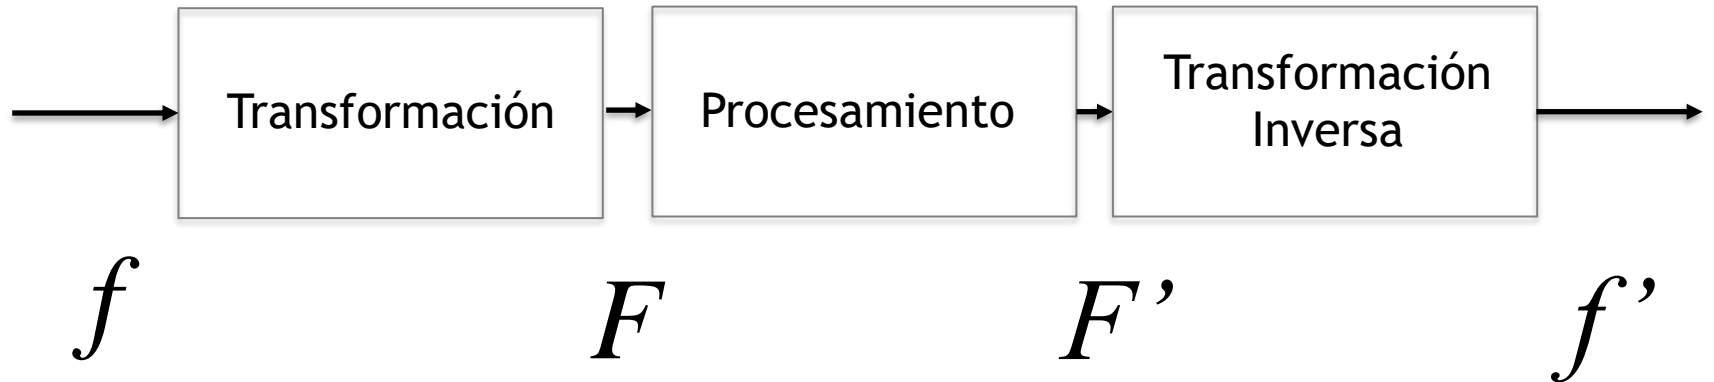 Transformación
Procesamiento
Transformación
Inversa
f
F
F’
f’